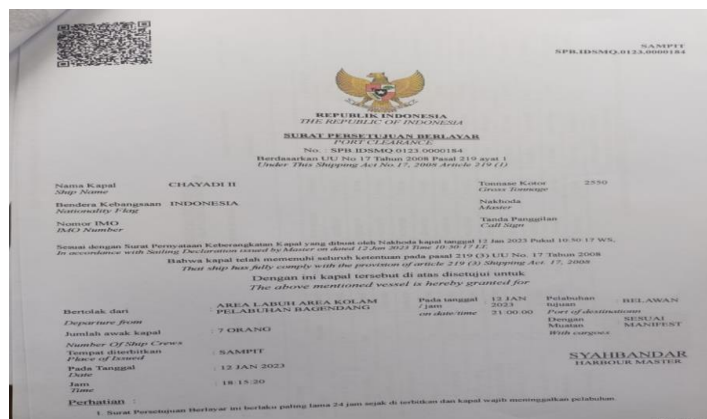 SAMPIT
SPB.IDSMQ.0123.0000184
REPUBLIK INDONESIA
THE REPUBLIC OF INDONESIA
SURAT PERSETUJUAN BERLAYAR
PORT CLEARANCE
No. : SPB.IDSMQ.0123.0000184
Berdasarkan UU No 17 Tahun 2008 Pasal 219 ayat 1
Under This Shipping Act No.17, 2008 Article 219 (1)
Nama Kapal CHAYADI II Tonnase Kotor 2550
Ship Name Gross Tonnage
Bendera Kebangsaan INDONESIA Nakhoda
Nationality Flag Master
Nomor IMO Tanda Panggilan
IMO Number Call Sign
Sesuai dengan Surat Pernyataan Keberangkatan Kapal yang dibuat oleh Nakhoda kapal tanggal 12 Jan 2023 Pukul 10:30:17 WS.
In accordance with Sailing Declaration issued by Master on dated 12 Jan 2023 Time 10:30:17 LT.
Bahwa kapal telah memenuhi seluruh ketentuan pada pasal 219 (3) UU. No. 17 Tahun 2008
That ship has fully comply with the provision of article 219 (3) Shipping Act. 17, 2008
Dengan ini kapal tersebut di atas disetujui untuk
The above mentioned vessel is hereby granted for
Bertolak dari : AREA LABUH AREA KOLAM PELABUHAN BAGENDANG Pada tanggal / jam : 13 JAN 2023 21:00:00 Pelabuhan tujuan : BELAWAN
Departure from on date/time Port of destinations
Jumlah awak kapal : 7 ORANG Dengan Muatan : SESUAI MANIFEST
Number Of Ship Crews With cargoes
Tempat diterbitkan : SAMPIT
Place of Issued
Pada Tanggal : 12 JAN 2023
Date
Jam : 18:15:20
Time
SYAHBANDAR
HARBOUR MASTER
Perhatian :
1. Surat Persetujuan Berlayar ini berlaku paling lama 24 jam sejak di terbitkan dan kapal wajib meninggalkan pelabuhan.